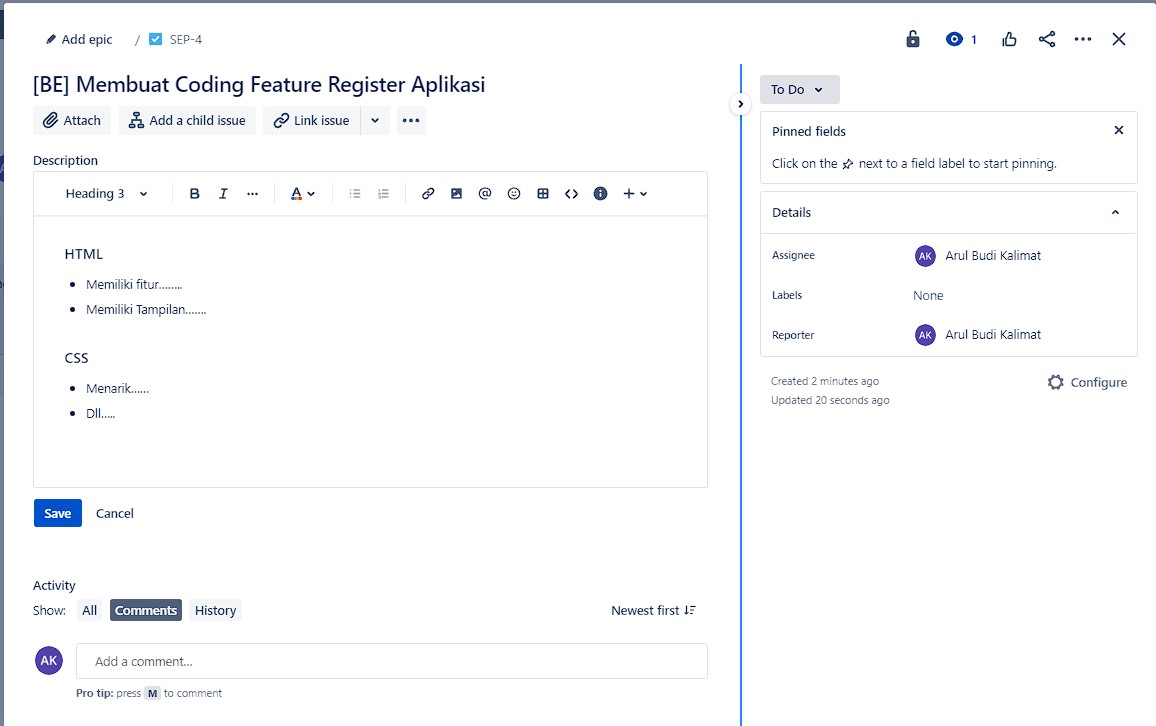 Add epic / SEP-4 1
[BE] Membuat Coding Feature Register Aplikasi
Attach Add a child issue Link issue
Description
Heading 3 B I A @ +
HTML
Memiliki fitur........
Memiliki Tampilan.......
CSS
Menarik......
Dll.....
Save Cancel
Activity
Show: All Comments History Newest first
AK Add a comment...
Pro tip: press M to comment
To Do
Pinned fields
Click on the next to a field label to start pinning.
Details
Assignee AK Arul Budi Kalimat
Labels None
Reporter AK Arul Budi Kalimat
Created 2 minutes ago
Configure
Updated 20 seconds ago